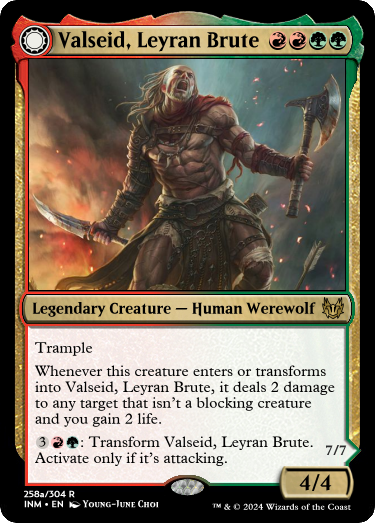 Valseid, Leyran Brute
Legendary Creature — Human Werewolf
Trample
Whenever this creature enters or transforms
into Valseid, Leyran Brute, it deals 2 damage
to any target that isn't a blocking creature
and you gain 2 life.
3: Transform Valseid, Leyran Brute.
Activate only if it's attacking.
7/7
4/4
258a/304 R
INM • EN Young-June Choi
™ & © 2024 Wizards of the Coast